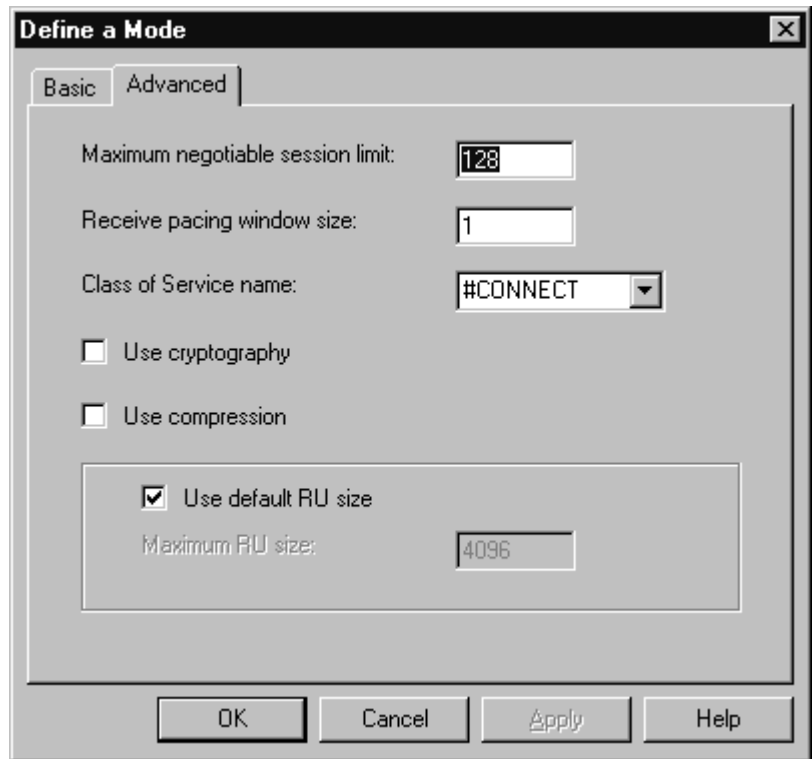 Define a Mode
Basic Advanced
Maximum negotiable session limit: 128
Receive pacing window size: 1
Class of Service name: #CONNECT
Use cryptography
Use compression
Use default RU size
Maximum RU size: 4096
OK Cancel Apply Help